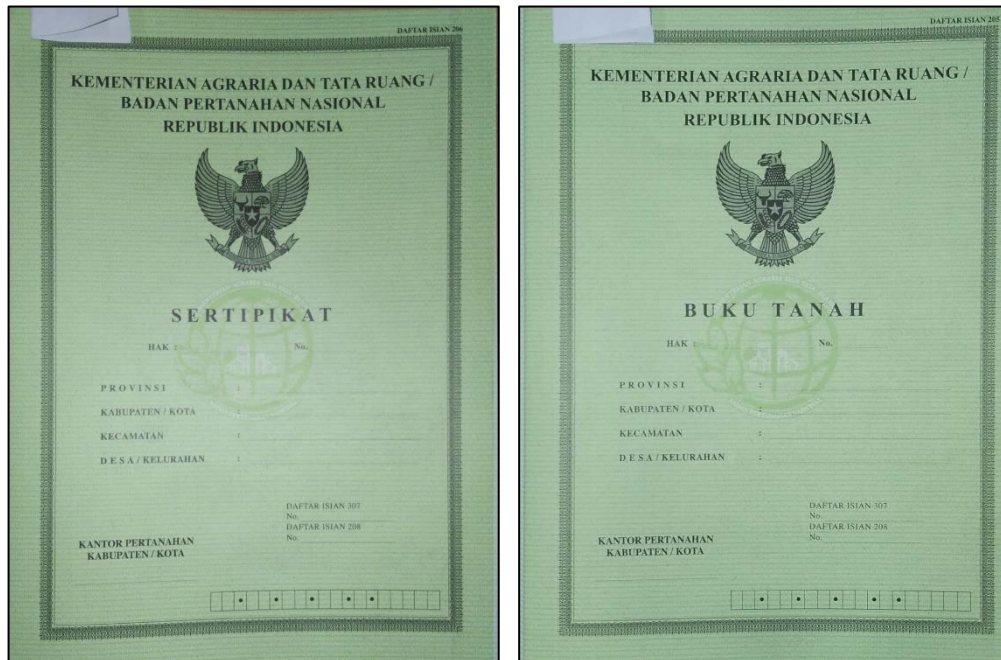 DAFTAR ISIAN 206
KEMENTERIAN AGRARIA DAN TATA RUANG /
BADAN PERTANAHAN NASIONAL
REPUBLIK INDONESIA
SERTIPIKAT
HAK :
No.
PROVINSI :
KABUPATEN / KOTA :
KECAMATAN :
DESA / KELURAHAN :
DAFTAR ISIAN 307
No.
DAFTAR ISIAN 208
No.
KANTOR PERTANAHAN
KABUPATEN / KOTA
DAFTAR ISIAN 205
KEMENTERIAN AGRARIA DAN TATA RUANG /
BADAN PERTANAHAN NASIONAL
REPUBLIK INDONESIA
BUKU TANAH
HAK :
No.
PROVINSI :
KABUPATEN / KOTA :
KECAMATAN :
DESA / KELURAHAN :
DAFTAR ISIAN 307
No.
DAFTAR ISIAN 208
No.
KANTOR PERTANAHAN
KABUPATEN / KOTA